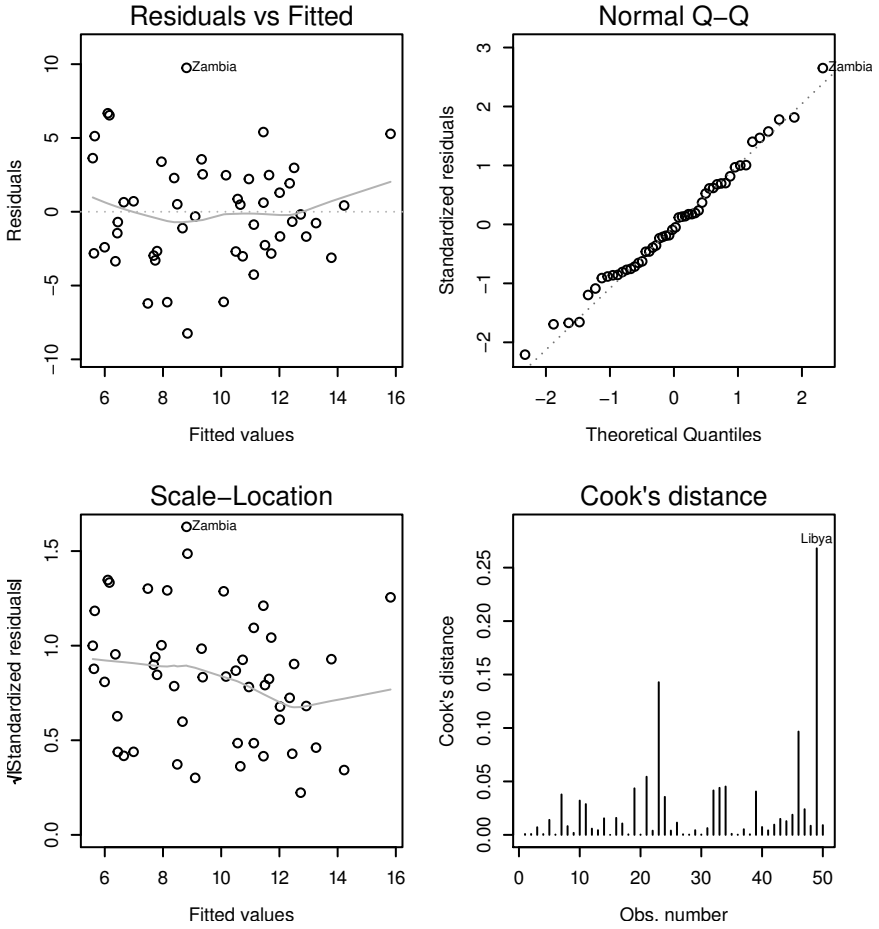 Residuals vs Fitted
Residuals
10
5
0
−5
−10
Zambia
6 8 10 12 14 16
Fitted values
Normal Q−Q
Standardized residuals
3
2
1
0
−1
−2
Zambia
−2 −1 0 1 2
Theoretical Quantiles
Scale−Location
√|Standardized residuals|
1.5
1.0
0.5
0.0
Zambia
6 8 10 12 14 16
Fitted values
Cook's distance
Cook's distance
0.25
0.20
0.15
0.10
0.05
0.00
Libya
0 10 20 30 40 50
Obs. number